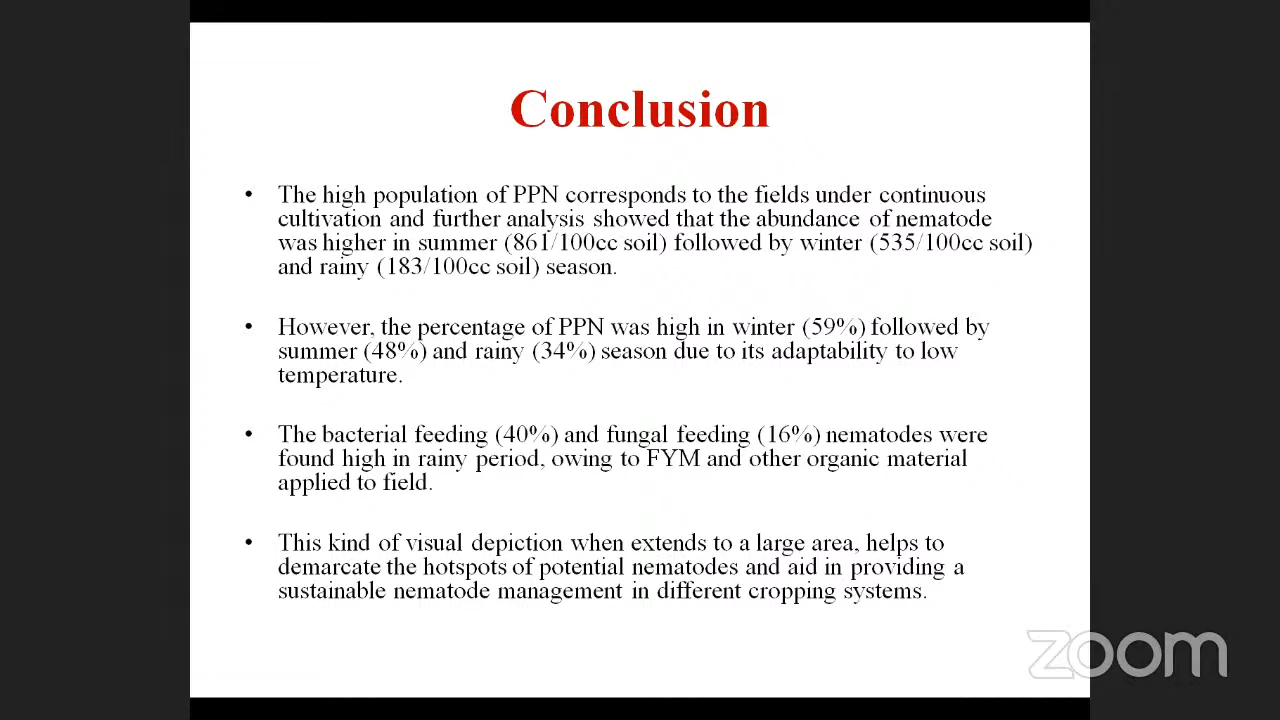 Conclusion
• The high population of PPN corresponds to the fields under continuous
cultivation and further analysis showed that the abundance of nematode
was higher in summer (861/100cc soil) followed by winter (535/100cc soil)
and rainy (183/100cc soil) season.
• However, the percentage of PPN was high in winter (59%) followed by
summer (48%) and rainy (34%) season due to its adaptability to low
temperature.
• The bacterial feeding (40%) and fungal feeding (16%) nematodes were
found high in rainy period, owing to FYM and other organic material
applied to field.
• This kind of visual depiction when extends to a large area, helps to
demarcate the hotspots of potential nematodes and aid in providing a
sustainable nematode management in different cropping systems.
zoom